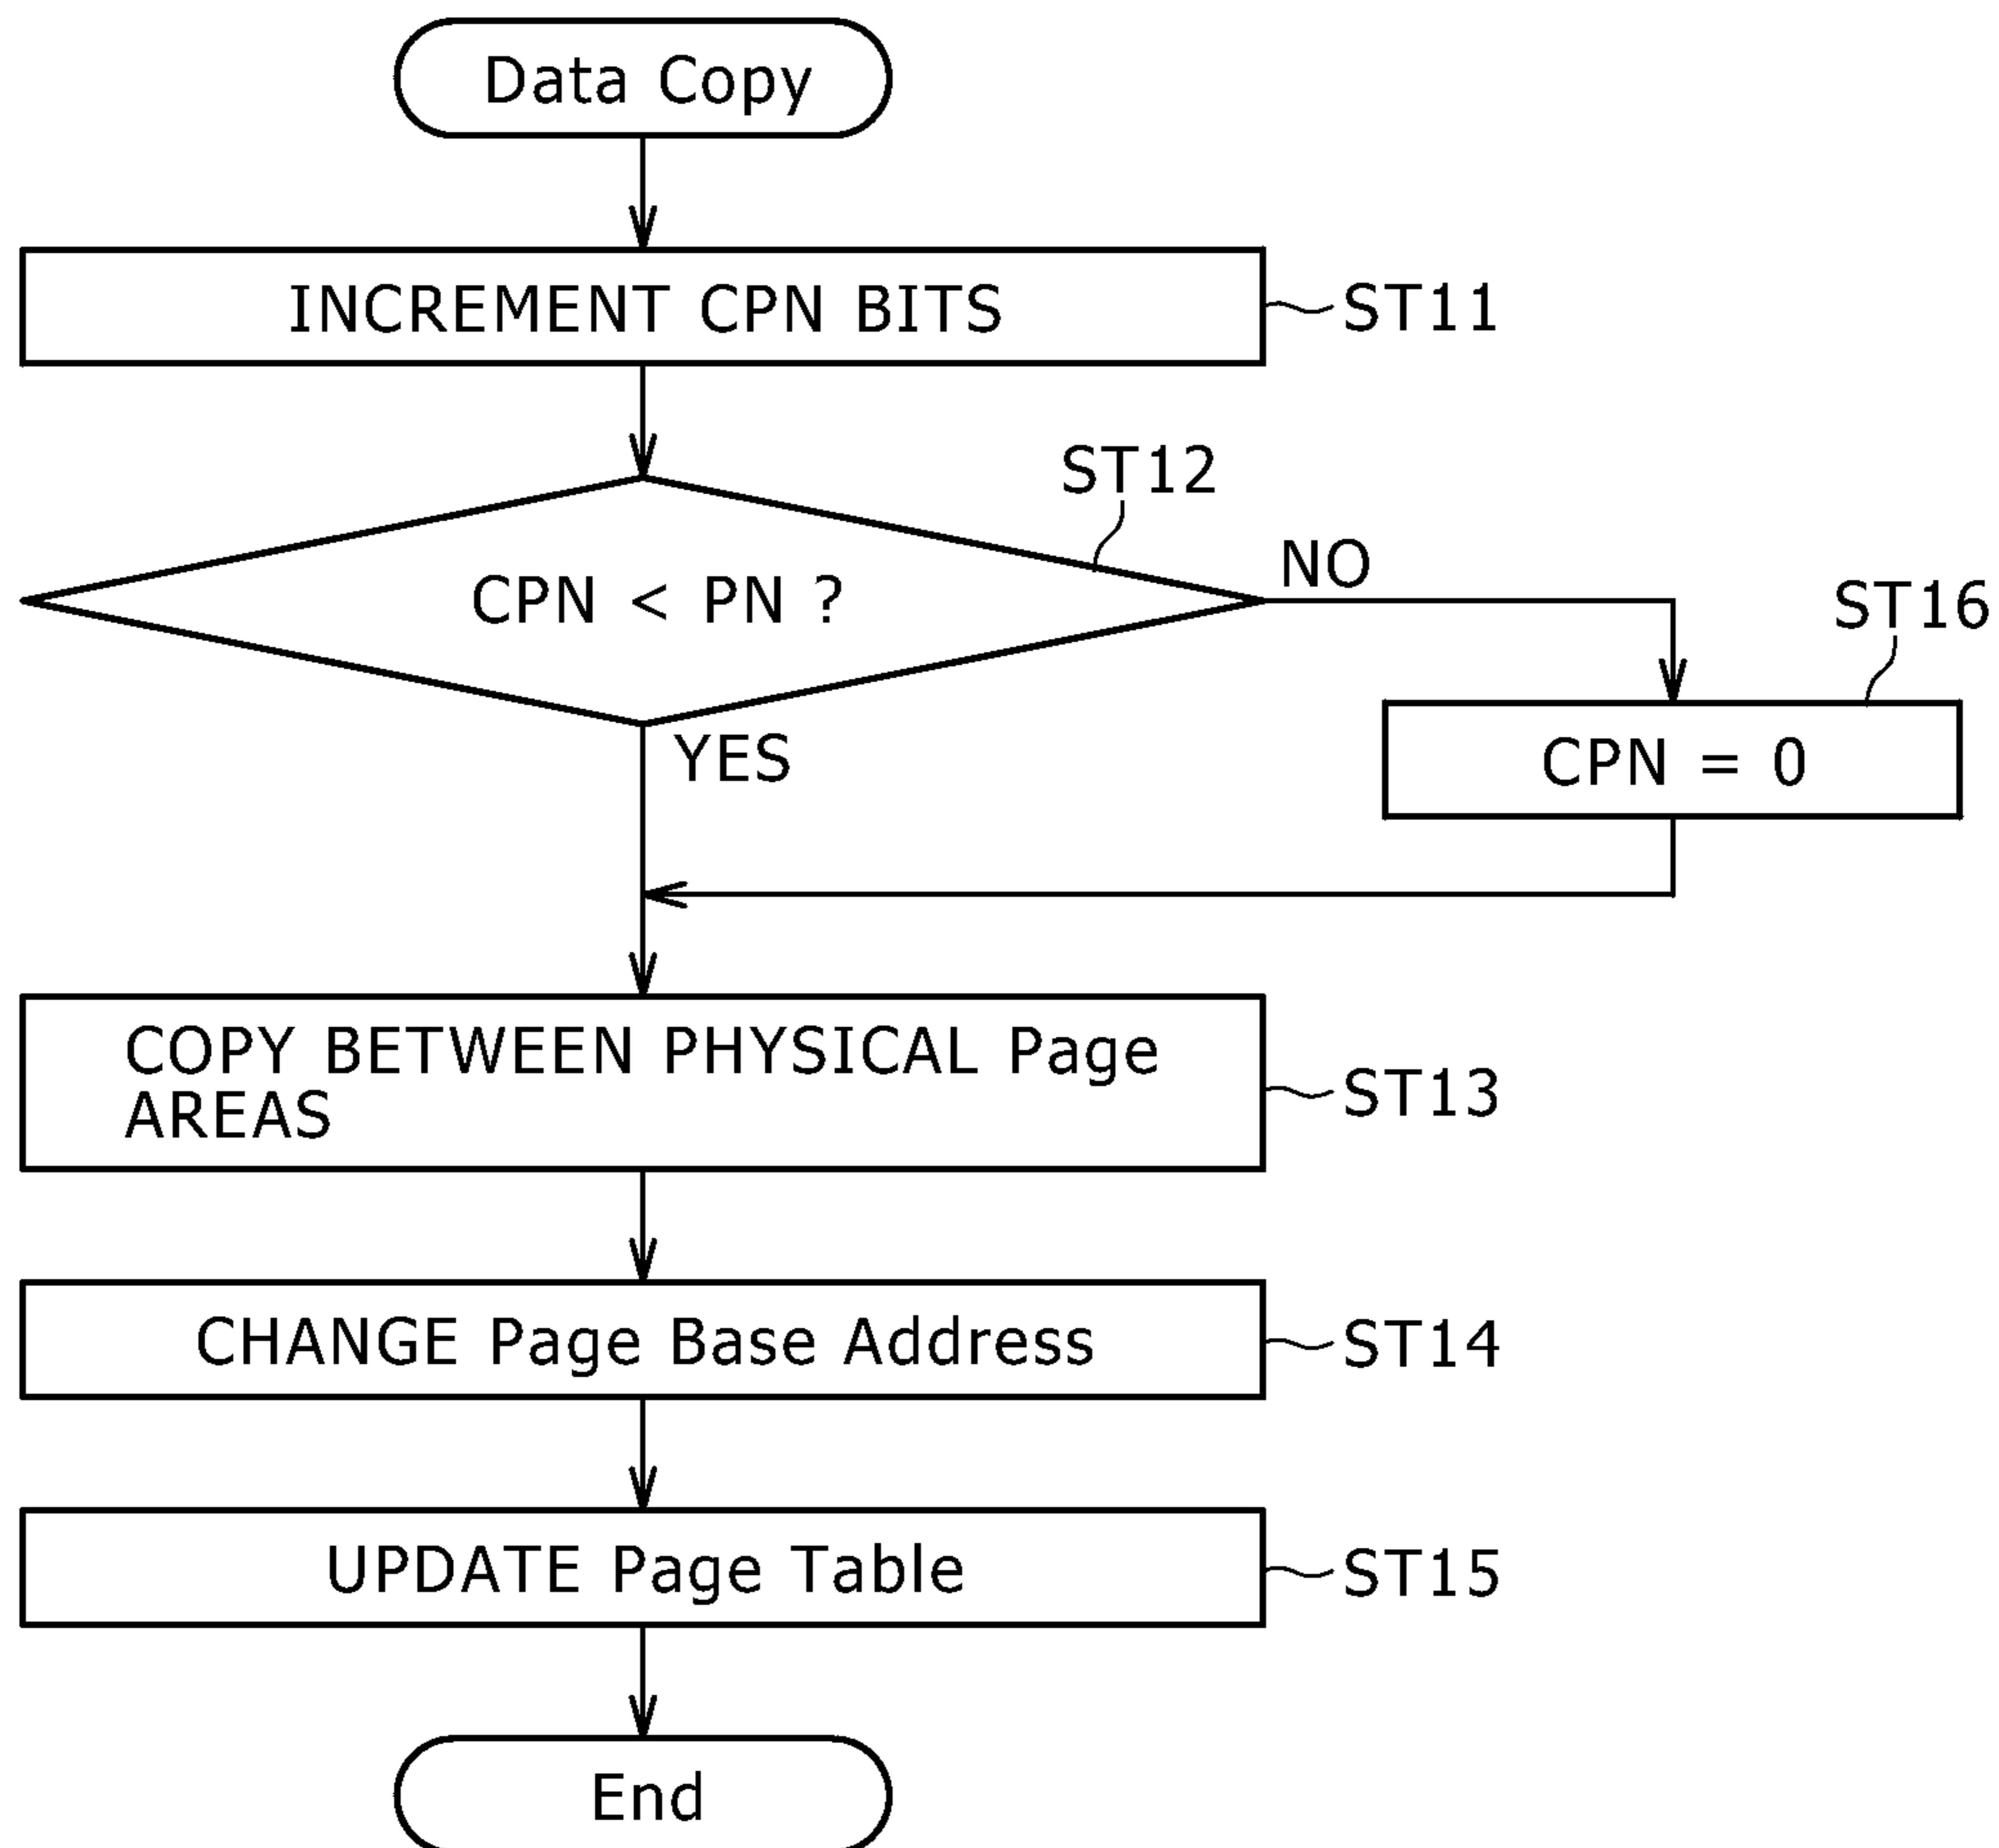 Data Copy
INCREMENT CPN BITS
ST11
ST12
CPN < PN ?
NO
ST16
YES
CPN = 0
COPY BETWEEN PHYSICAL Page
AREAS
ST13
CHANGE Page Base Address
ST14
UPDATE Page Table
ST15
End